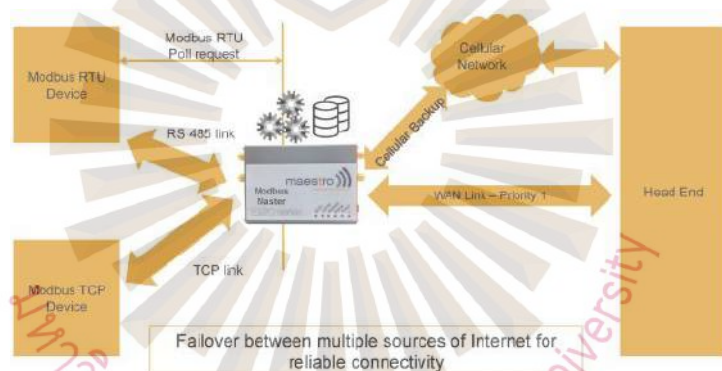 Modbus RTU
Poll request
Modbus RTU
Device
RS 485 link
Cellular
Network
Cellular Backup
maestro
Modbus
Master
WAN Link – Priority 1
Head End
TCP link
Modbus TCP
Device
Failover between multiple sources of Internet for
reliable connectivity